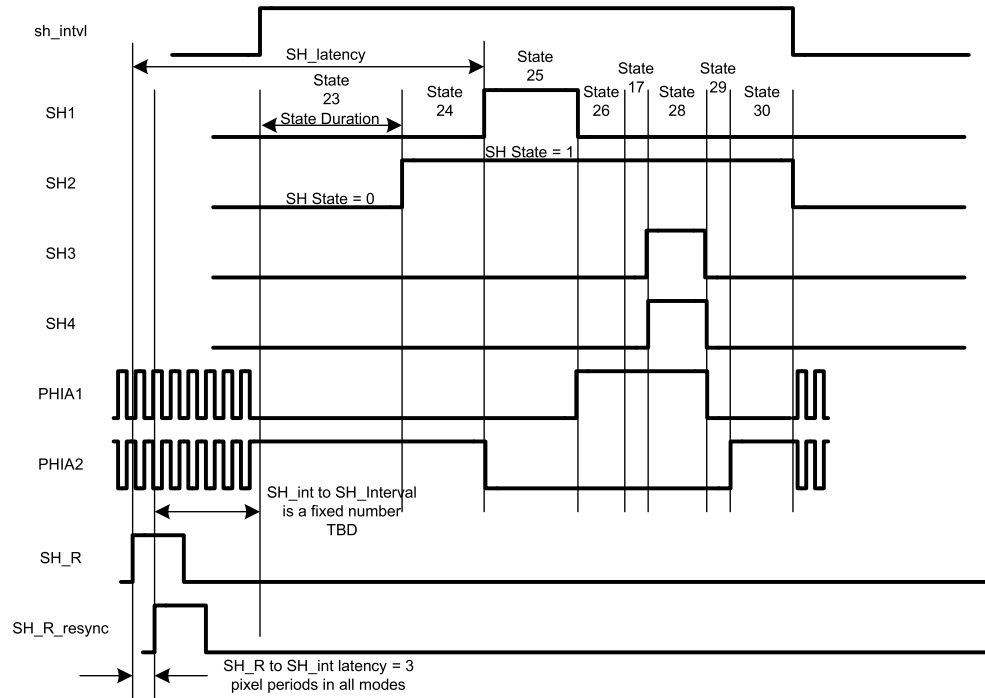 sh_intvl
SH_latency
State
25
State
17
State
29
State
23
State
24
State
26
State
28
State
30
SH1
State Duration
SH State = 1
SH2
SH State = 0
SH3
SH4
PHIA1
PHIA2
SH_int to SH_Interval
is a fixed number
TBD
SH_R
SH_R_resync
SH_R to SH_int latency = 3
pixel periods in all modes